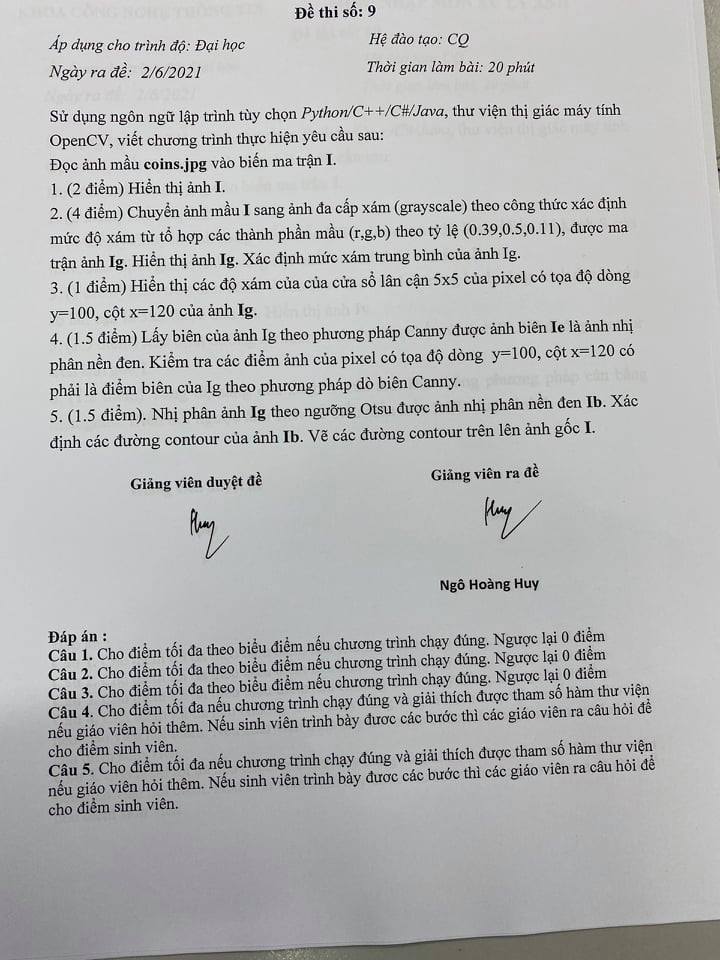 Đề thi số: 9
Áp dụng cho trình độ: Đại học
Hệ đào tạo: CQ
Ngày ra đề: 2/6/2021
Thời gian làm bài: 20 phút
Sử dụng ngôn ngữ lập trình tùy chọn Python/C++/C#/Java, thư viện thị giác máy tính
OpenCV, viết chương trình thực hiện yêu cầu sau:
Đọc ảnh mầu coins.jpg vào biến ma trận I.
1. (2 điểm) Hiển thị ảnh I.
2. (4 điểm) Chuyển ảnh mầu I sang ảnh đa cấp xám (grayscale) theo công thức xác định
mức độ xám từ tổ hợp các thành phần mầu (r,g,b) theo tỷ lệ (0.39,0.5,0.11), được ma
trận ảnh Ig. Hiển thị ảnh Ig. Xác định mức xám trung bình của ảnh Ig.
3. (1 điểm) Hiển thị các độ xám của của cửa sổ lân cận 5x5 của pixel có tọa độ dòng
y=100, cột x=120 của ảnh Ig.
4. (1.5 điểm) Lấy biên của ảnh Ig theo phương pháp Canny được ảnh biên Ie là ảnh nhị
phân nền đen. Kiểm tra các điểm ảnh của pixel có tọa độ dòng y=100, cột x=120 có
phải là điểm biên của Ig theo phương pháp dò biên Canny.
5. (1.5 điểm). Nhị phân ảnh Ig theo ngưỡng Otsu được ảnh nhị phân nền đen Ib. Xác
định các đường contour của ảnh Ib. Vẽ các đường contour trên lên ảnh gốc I.
Giảng viên duyệt đề
Giảng viên ra đề
Huy
Huy
Ngô Hoàng Huy
Đáp án :
Câu 1. Cho điểm tối đa theo biểu điểm nếu chương trình chạy đúng. Ngược lại 0 điểm
Câu 2. Cho điểm tối đa theo biểu điểm nếu chương trình chạy đúng. Ngược lại 0 điểm
Câu 3. Cho điểm tối đa theo biểu điểm nếu chương trình chạy đúng. Ngược lại 0 điểm
Câu 4. Cho điểm tối đa nếu chương trình chạy đúng và giải thích được tham số hàm thư viện
nếu giáo viên hỏi thêm. Nếu sinh viên trình bày đươc các bước thì các giáo viên ra câu hỏi để
cho điểm sinh viên.
Câu 5. Cho điểm tối đa nếu chương trình chạy đúng và giải thích được tham số hàm thư viện
nếu giáo viên hỏi thêm. Nếu sinh viên trình bày đươc các bước thì các giáo viên ra câu hỏi để
cho điểm sinh viên.